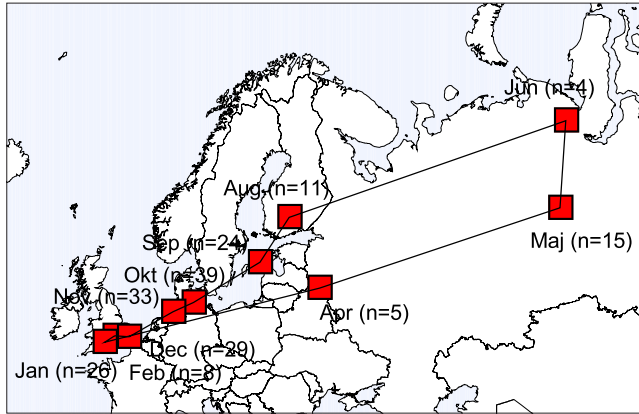 Jun (n=4)
Aug (n=11)
Maj (n=15)
Sep (n=24)
Okt (n=39)
Nov (n=33)
Apr (n=5)
Dec (n=29)
Jan (n=26)
Feb (n=8)